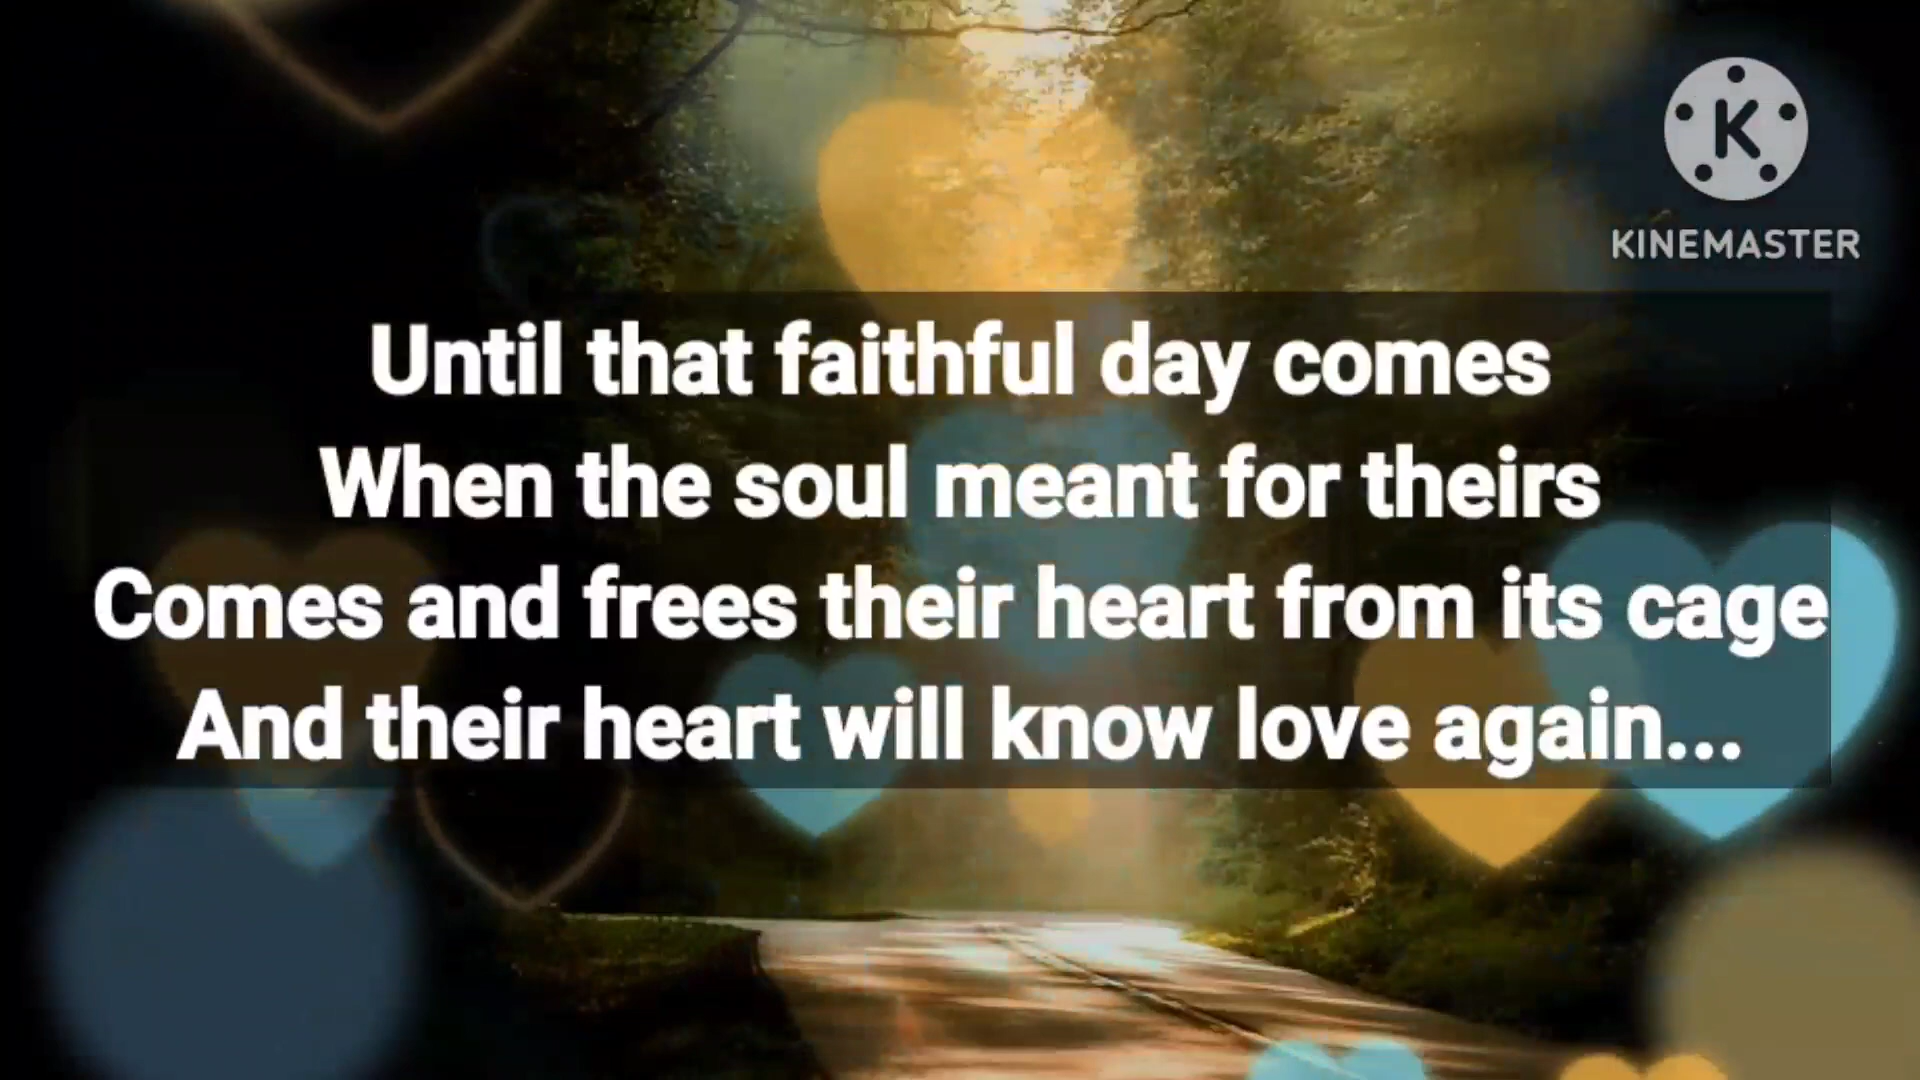 K
KINEMASTER
Until that faithful day comes
When the soul meant for theirs
Comes and frees their heart from its cage
And their heart will know love again...